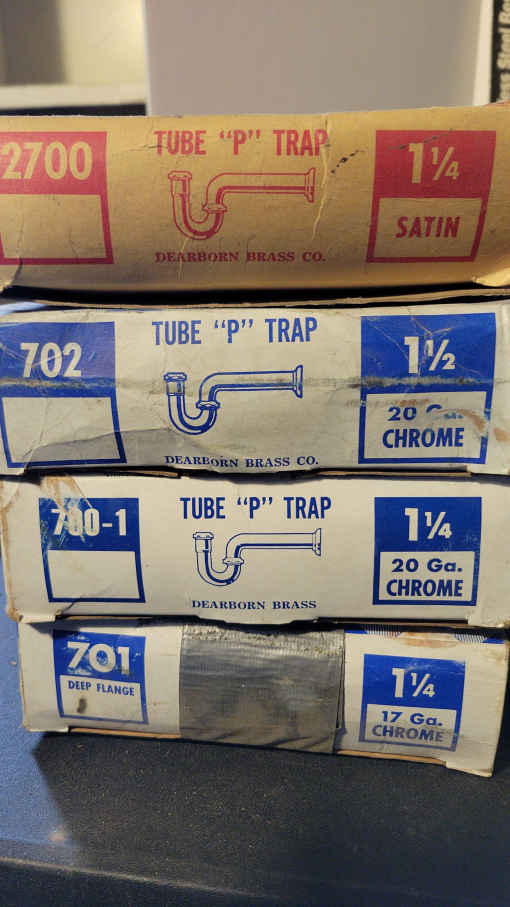 2700
TUBE "P" TRAP
DEARBORN BRASS CO.
1¼
SATIN
702
TUBE "P" TRAP
DEARBORN BRASS CO.
1½
20
CHROME
700-1
TUBE "P" TRAP
DEARBORN BRASS
1¼
20 Ga.
CHROME
701
DEEP FLANGE
1¼
17 Ga.
CHROME